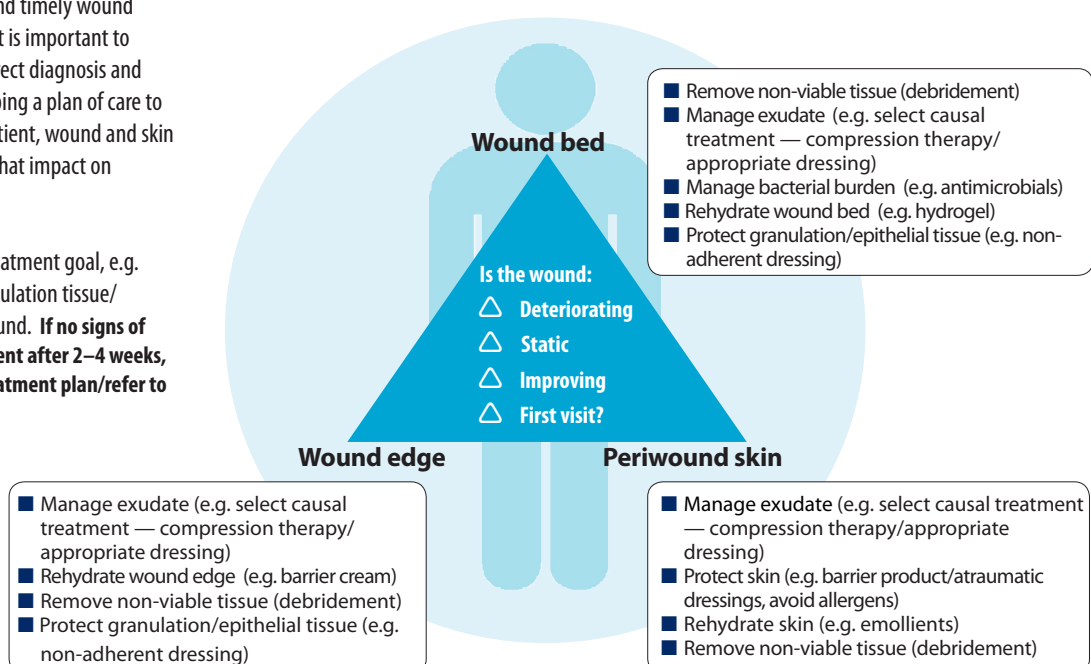 nd timely wound
t is important to
rect diagnosis and
ping a plan of care to
tient, wound and skin
hat impact on
eatment goal, e.g.
ulation tissue/
und. If no signs of
ent after 2–4 weeks,
eatment plan/refer to
Wound bed
■ Remove non-viable tissue (debridement)
■ Manage exudate (e.g. select causal
treatment — compression therapy/
appropriate dressing)
■ Manage bacterial burden (e.g. antimicrobials)
■ Rehydrate wound bed (e.g. hydrogel)
■ Protect granulation/epithelial tissue (e.g. non-
adherent dressing)
Is the wound:
△ Deteriorating
△ Static
△ Improving
△ First visit?
Wound edge
■ Manage exudate (e.g. select causal
treatment — compression therapy/
appropriate dressing)
■ Rehydrate wound edge (e.g. barrier cream)
■ Remove non-viable tissue (debridement)
■ Protect granulation/epithelial tissue (e.g.
non-adherent dressing)
Periwound skin
■ Manage exudate (e.g. select causal treatment
— compression therapy/appropriate
dressing)
■ Protect skin (e.g. barrier product/atraumatic
dressings, avoid allergens)
■ Rehydrate skin (e.g. emollients)
■ Remove non-viable tissue (debridement)